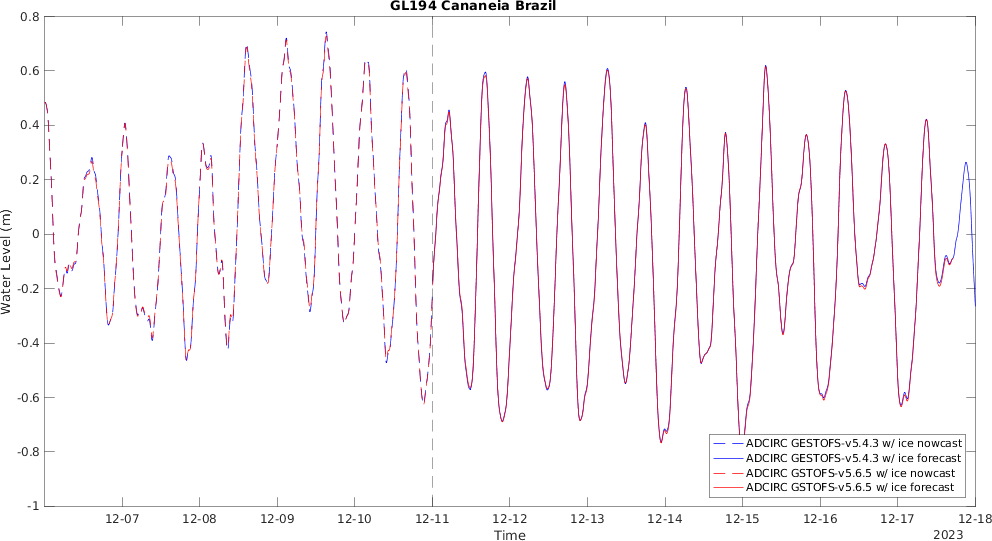 GL194 Cananeia Brazil
0.8
0.6
0.4
0.2
0
-0.2
-0.4
-0.6
-0.8
-1
Water Level (m)
ADCIRC GESTOFS-v5.4.3 w/ ice nowcast
ADCIRC GESTOFS-v5.4.3 w/ ice forecast
ADCIRC GSTOFS-v5.6.5 w/ ice nowcast
ADCIRC GSTOFS-v5.6.5 w/ ice forecast
12-07 12-08 12-09 12-10 12-11 12-12 12-13 12-14 12-15 12-16 12-17 12-18
Time
2023